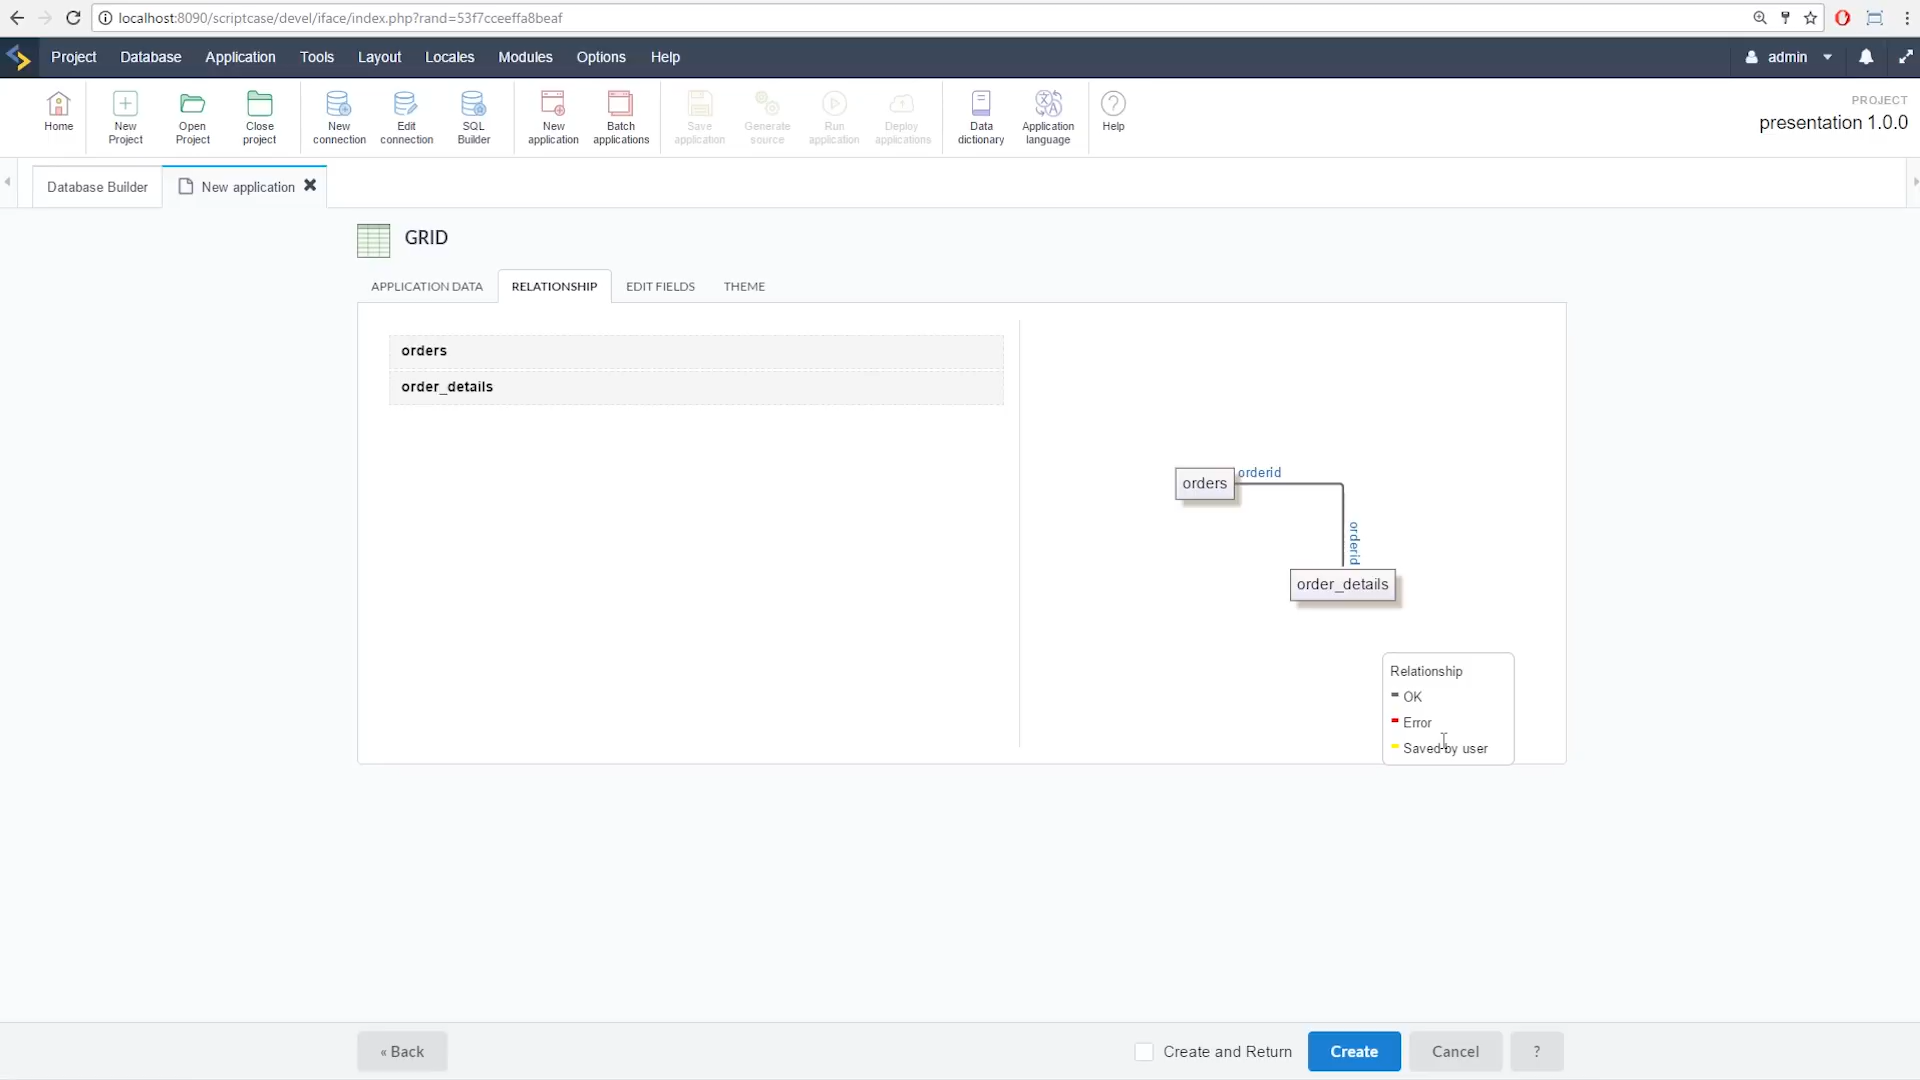 localhost:8090/scriptcase/devel/iface/index.php?rand=53f7cceeffa8beaf
Project Database Application Tools Layout Locales Modules Options Help admin
Home
New Project
Open Project
Close project
New connection
Edit connection
SQL Builder
New application
Batch applications
Save application
Generate source
Run application
Deploy applications
Data dictionary
Application language
Help
PROJECT
presentation 1.0.0
Database Builder New application
GRID
APPLICATION DATA RELATIONSHIP EDIT FIELDS THEME
orders
order_details
orders
orderid
orderid
order_details
Relationship
OK
Error
Saved by user
« Back Create and Return Create Cancel ?